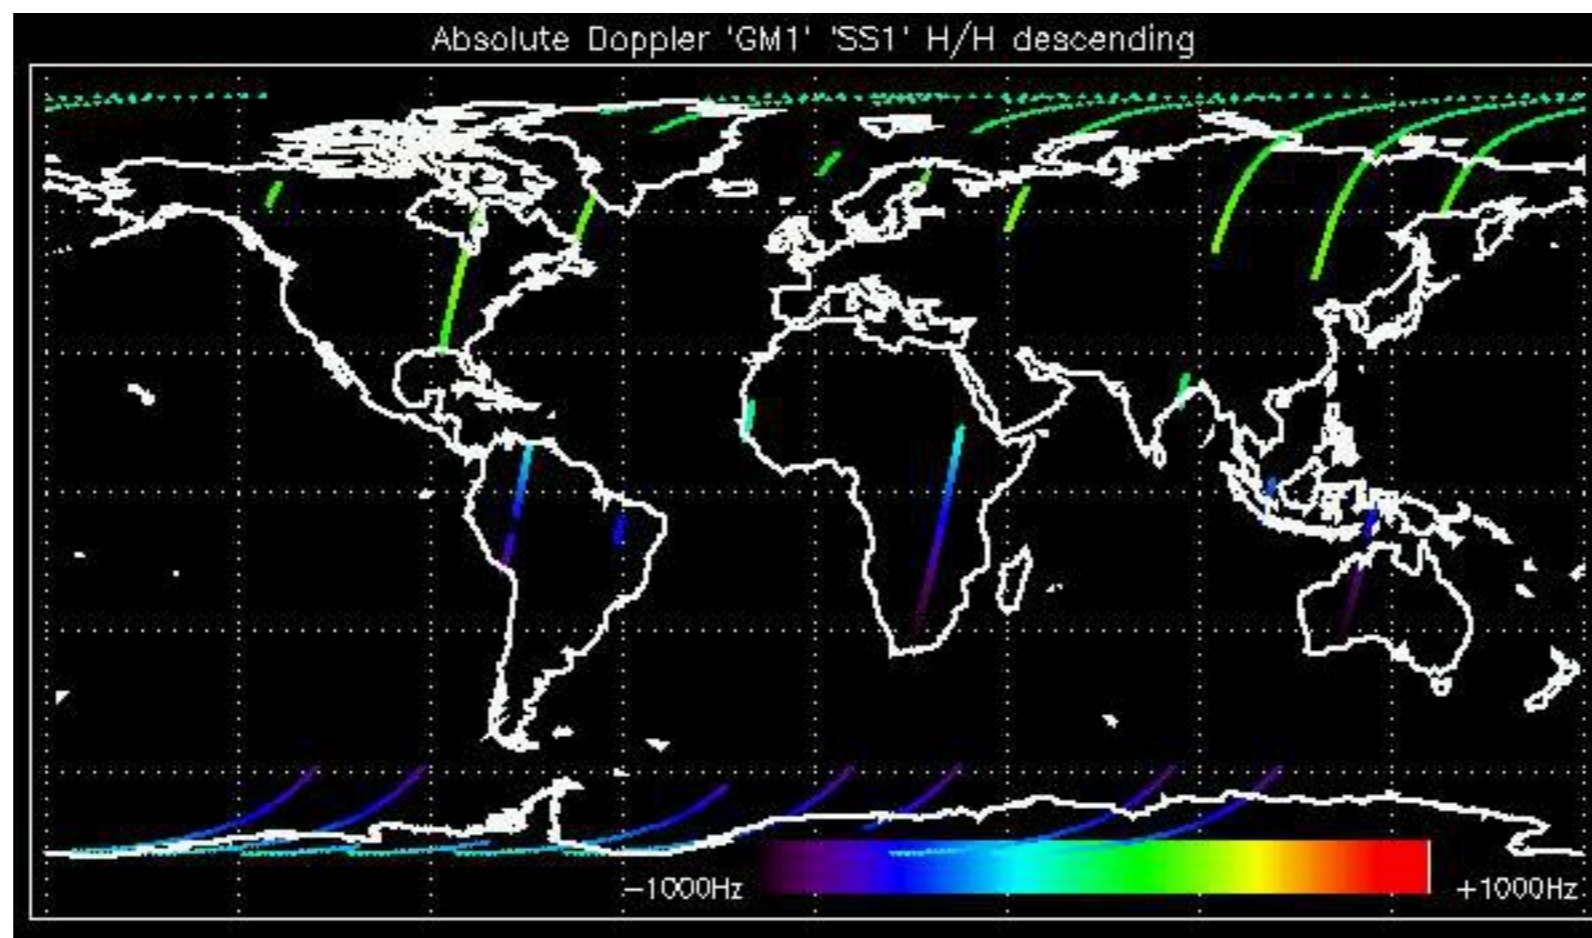 Absolute Doppler 'GM1' 'SS1' H/H descending
−1000Hz
+1000Hz